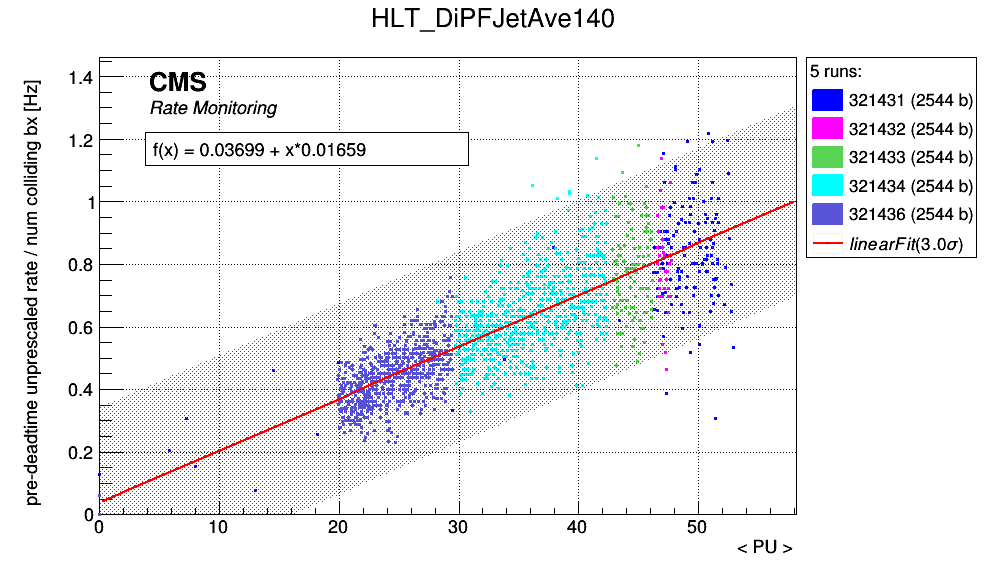 HLT_DiPFJetAve140
pre-deadtime unprescaled rate / num colliding bx [Hz]
CMS
Rate Monitoring
f(x) = 0.03699 + x*0.01659
1.4
1.2
1
0.8
0.6
0.4
0.2
0
0
10
20
30
40
50
< PU >
5 runs:
321431 (2544 b)
321432 (2544 b)
321433 (2544 b)
321434 (2544 b)
321436 (2544 b)
linearFit(3.0σ)